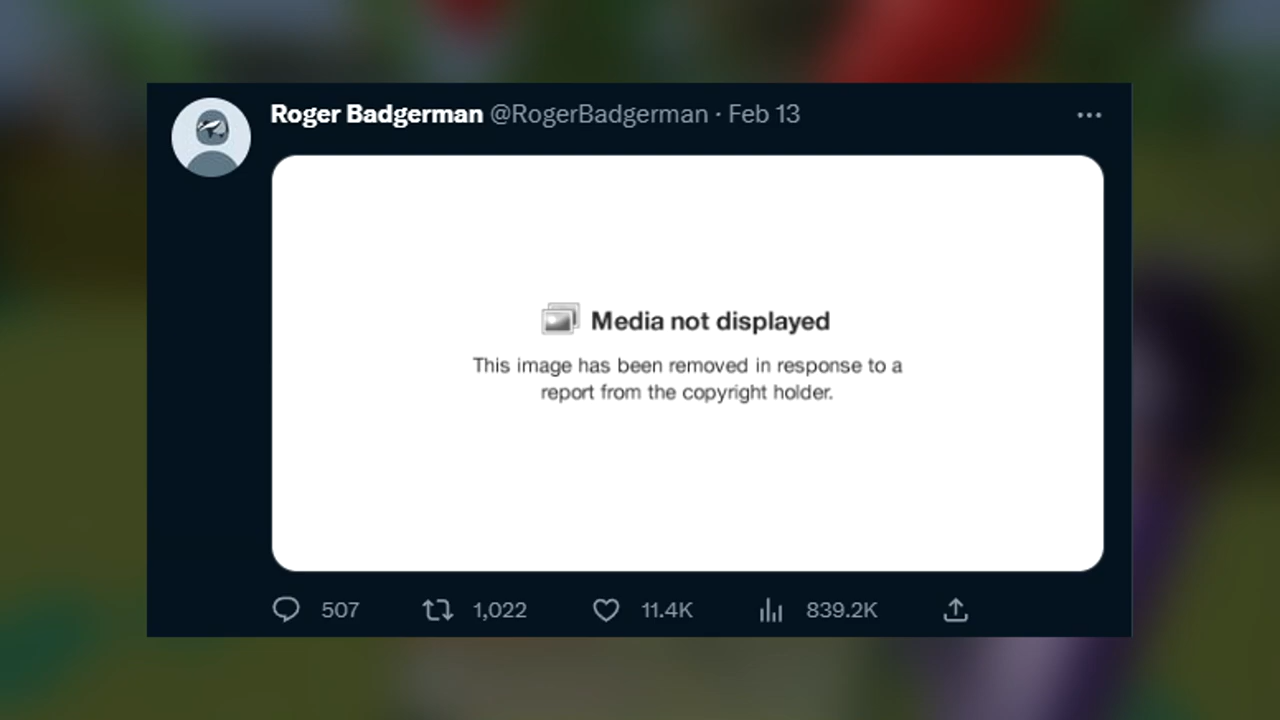 Roger Badgerman @RogerBadgerman · Feb 13
Media not displayed
This image has been removed in response to a
report from the copyright holder.
507 1,022 11.4K 839.2K